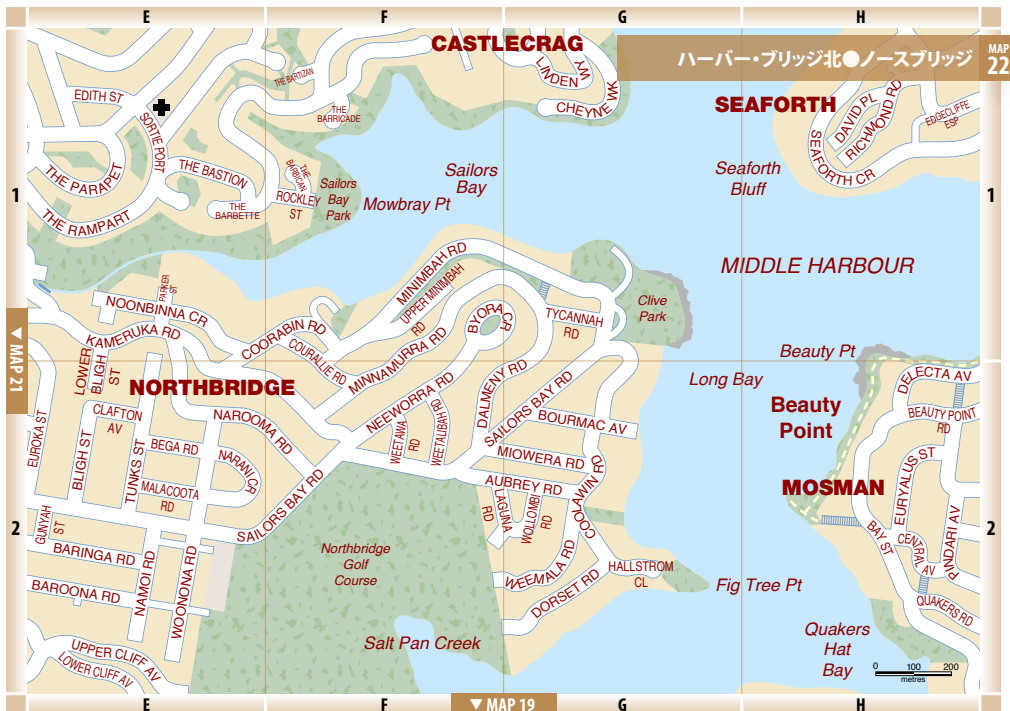 E
F
G
H
ハーバー・ブリッジ北●ノースブリッジ
MAP
22
1
2
1
2
▼ MAP 21
▼ MAP 19
E
F
G
H
CASTLECRAG
LINDEN WY
CHEYNE WK
THE BARTIZAN
THE
BARRICADE
EDITH ST
SORTIE PORT
THE PARAPET
THE BASTION
THE RAMPART
THE
BARBETTE
THE
BARBICAN
ROCKLEY
ST
Sailors
Bay
Park
Mowbray Pt
Sailors
Bay
SEAFORTH
DAVID PL
RICHMOND RD
EDGECLIFFE
ESP
SEAFORTH CR
Seaforth
Bluff
MIDDLE HARBOUR
Clive
Park
PARKER
ST
NOONBINNA CR
KAMERUKA RD
MINIMBAH RD
UPPER MINIMBAH
RD
COORABIN RD
COURALLIE RD
MINNAMURRA RD
BYORA
CR
TYCANNAH
RD
LOWER
BLIGH
ST
NORTHBRIDGE
NEEWORRA RD
DALMENY RD
SAILORS BAY RD
BOURMAC AV
WEETAWA
RD
WEETALIBAH RD
MIOWERA RD
AUBREY RD
COOLAWIN RD
LAGUNA
RD
WOLLOMBI
RD
WEEMALA RD
DORSET RD
HALLSTROM
CL
CLAFTON
AV
BEGA RD
NAROOMA RD
NARANI CR
MALACOOTA
RD
EUROKA ST
BLIGH ST
TUNKS ST
SAILORS BAY RD
GUNYAH
ST
BARINGA RD
BAROONA RD
NAMOI RD
WOONONA RD
UPPER CLIFF AV
LOWER CLIFF AV
Northbridge
Golf
Course
Salt Pan Creek
Beauty Pt
Long Bay
Beauty
Point
MOSMAN
DELECTA AV
BEAUTY POINT
RD
EURYALUS ST
BAY ST
CENTRAL
AV
PINDARI AV
QUAKERS RD
Fig Tree Pt
Quakers
Hat
Bay
0 100 200
metres